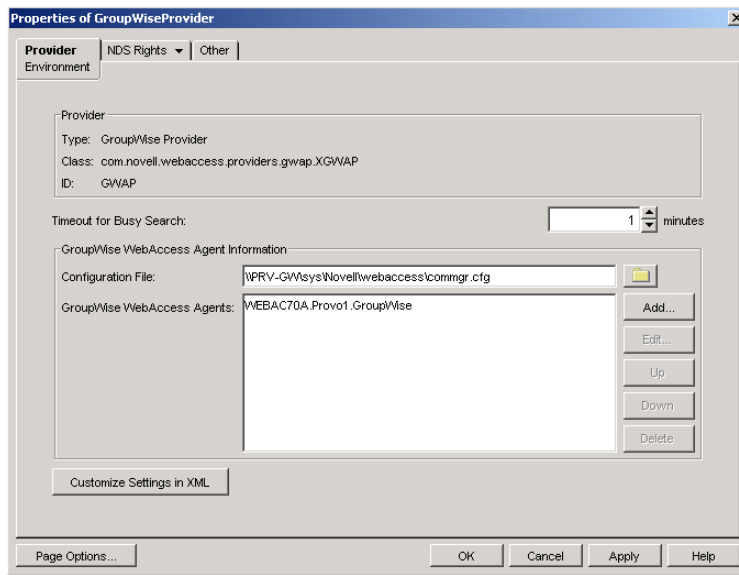 Properties of GroupWiseProvider
Provider NDS Rights Other
Environment
Provider
Type: GroupWise Provider
Class: com.novell.webaccess.providers.gwap.XGWAP
ID: GWAP
Timeout for Busy Search: 1 minutes
GroupWise WebAccess Agent Information
Configuration File: \\PRV-GW\sys\Novell\webaccess\commgr.cfg
GroupWise WebAccess Agents: WEBAC70A.Provo1.GroupWise
Add...
Edit...
Up
Down
Delete
Customize Settings in XML
Page Options... OK Cancel Apply Help